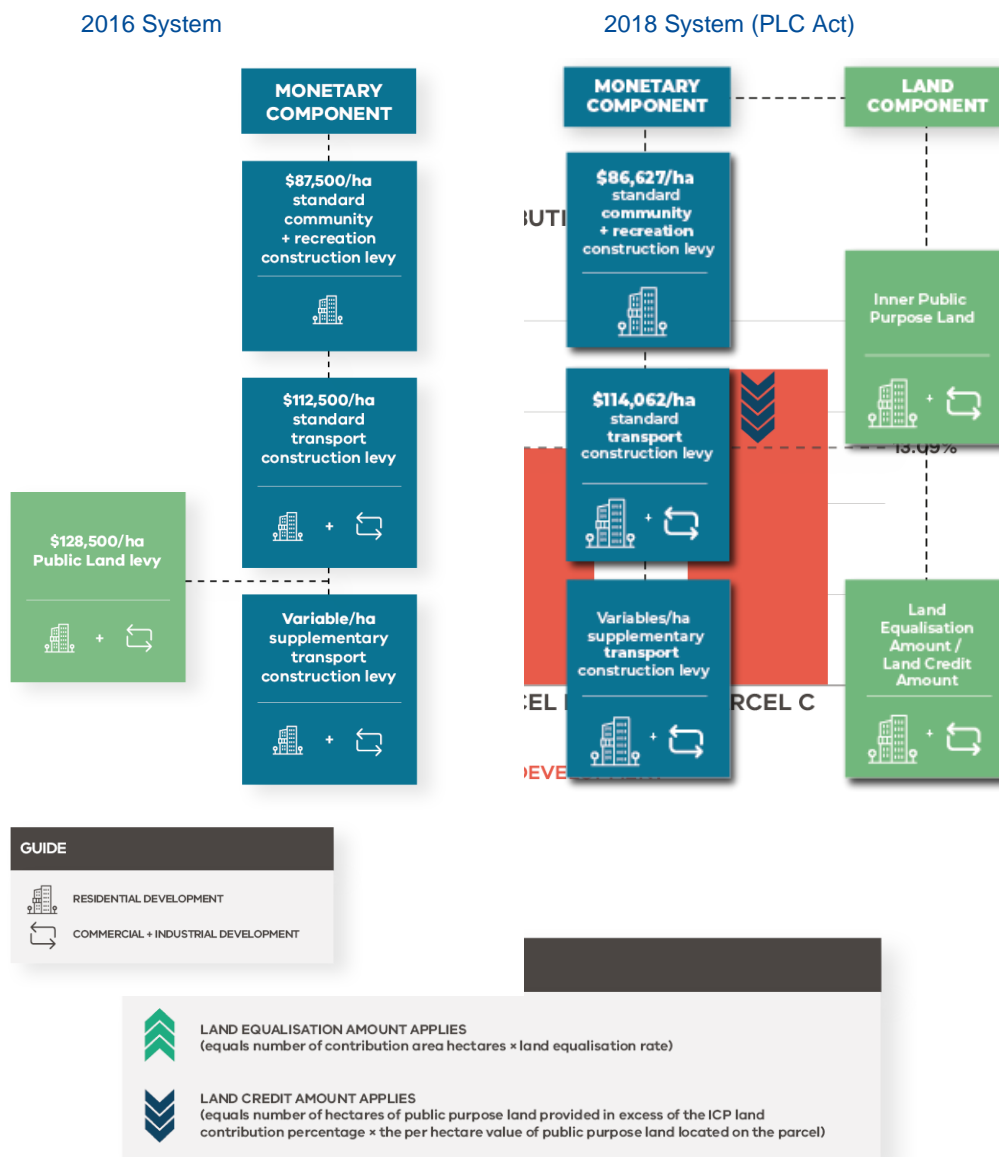 2016 System
2018 System (PLC Act)
MONETARY
COMPONENT
$87,500/ha
standard
community
+ recreation
construction levy
$112,500/ha
standard
transport
construction levy
+
$128,500/ha
Public Land levy
+
Variable/ha
supplementary
transport
construction levy
+
MONETARY
COMPONENT
$86,627/ha
standard
community
+ recreation
construction levy
$114,062/ha
standard
transport
construction levy
+
Variables/ha
supplementary
transport
construction levy
+
LAND
COMPONENT
Inner Public
Purpose Land
+
13.09%
Land
Equalisation
Amount /
Land Credit
Amount
+
RCEL C
GUIDE
RESIDENTIAL DEVELOPMENT
COMMERCIAL + INDUSTRIAL DEVELOPMENT
LAND EQUALISATION AMOUNT APPLIES
(equals number of contribution area hectares × land equalisation rate)
LAND CREDIT AMOUNT APPLIES
(equals number of hectares of public purpose land provided in excess of the ICP land
contribution percentage × the per hectare value of public purpose land located on the parcel)